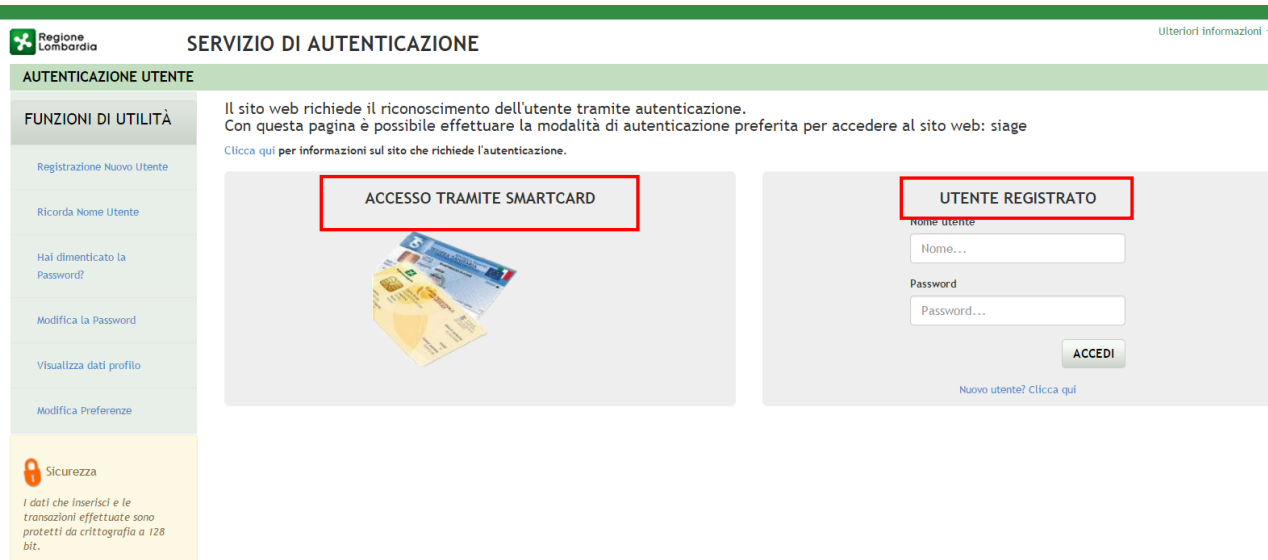 Regione
Lombardia
SERVIZIO DI AUTENTICAZIONE
Ulteriori informazioni
AUTENTICAZIONE UTENTE
FUNZIONI DI UTILITÀ
Registrazione Nuovo Utente
Ricorda Nome Utente
Hai dimenticato la
Password?
Modifica la Password
Visualizza dati profilo
Modifica Preferenze
Sicurezza
I dati che inserisci e le
transazioni effettuate sono
protetti da crittografia a 128
bit.
Il sito web richiede il riconoscimento dell'utente tramite autenticazione.
Con questa pagina è possibile effettuare la modalità di autenticazione preferita per accedere al sito web: siage
Clicca qui per informazioni sul sito che richiede l'autenticazione.
ACCESSO TRAMITE SMARTCARD
UTENTE REGISTRATO
Nome utente
Nome...
Password
Password...
ACCEDI
Nuovo utente? Clicca qui